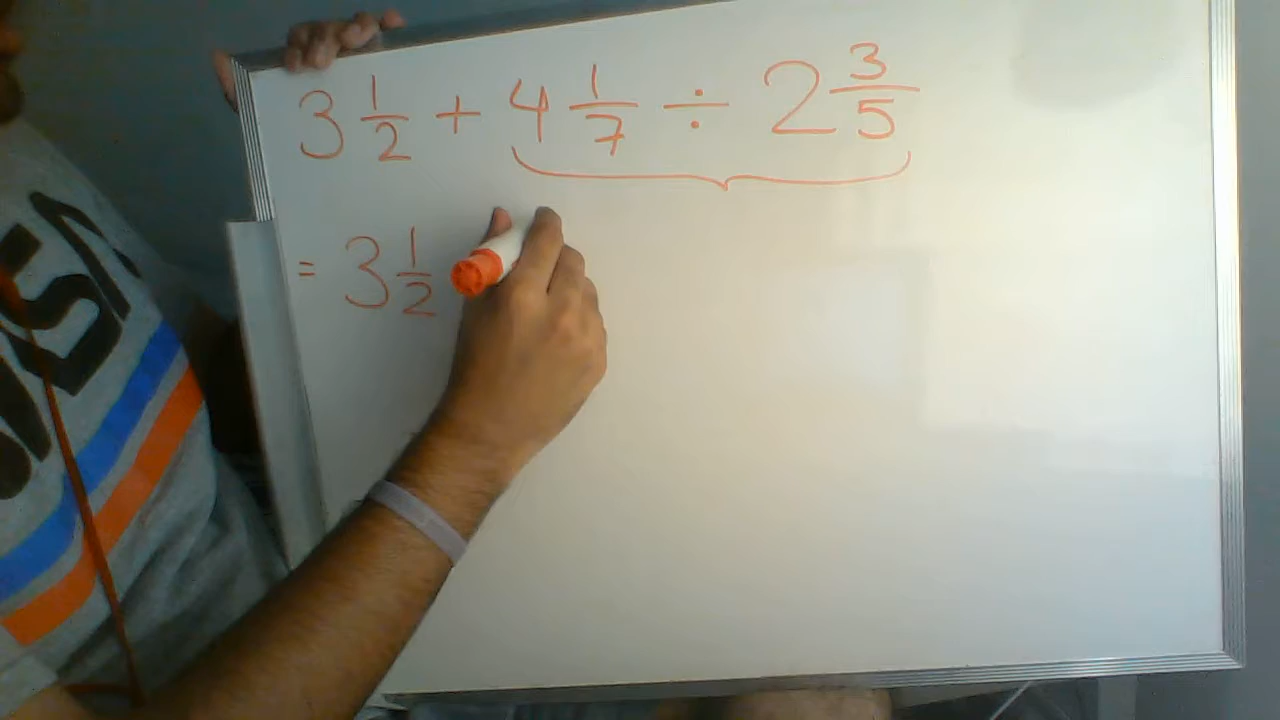 3 1/2 + 4 1/7 ÷ 2 3/5
= 3 1/2